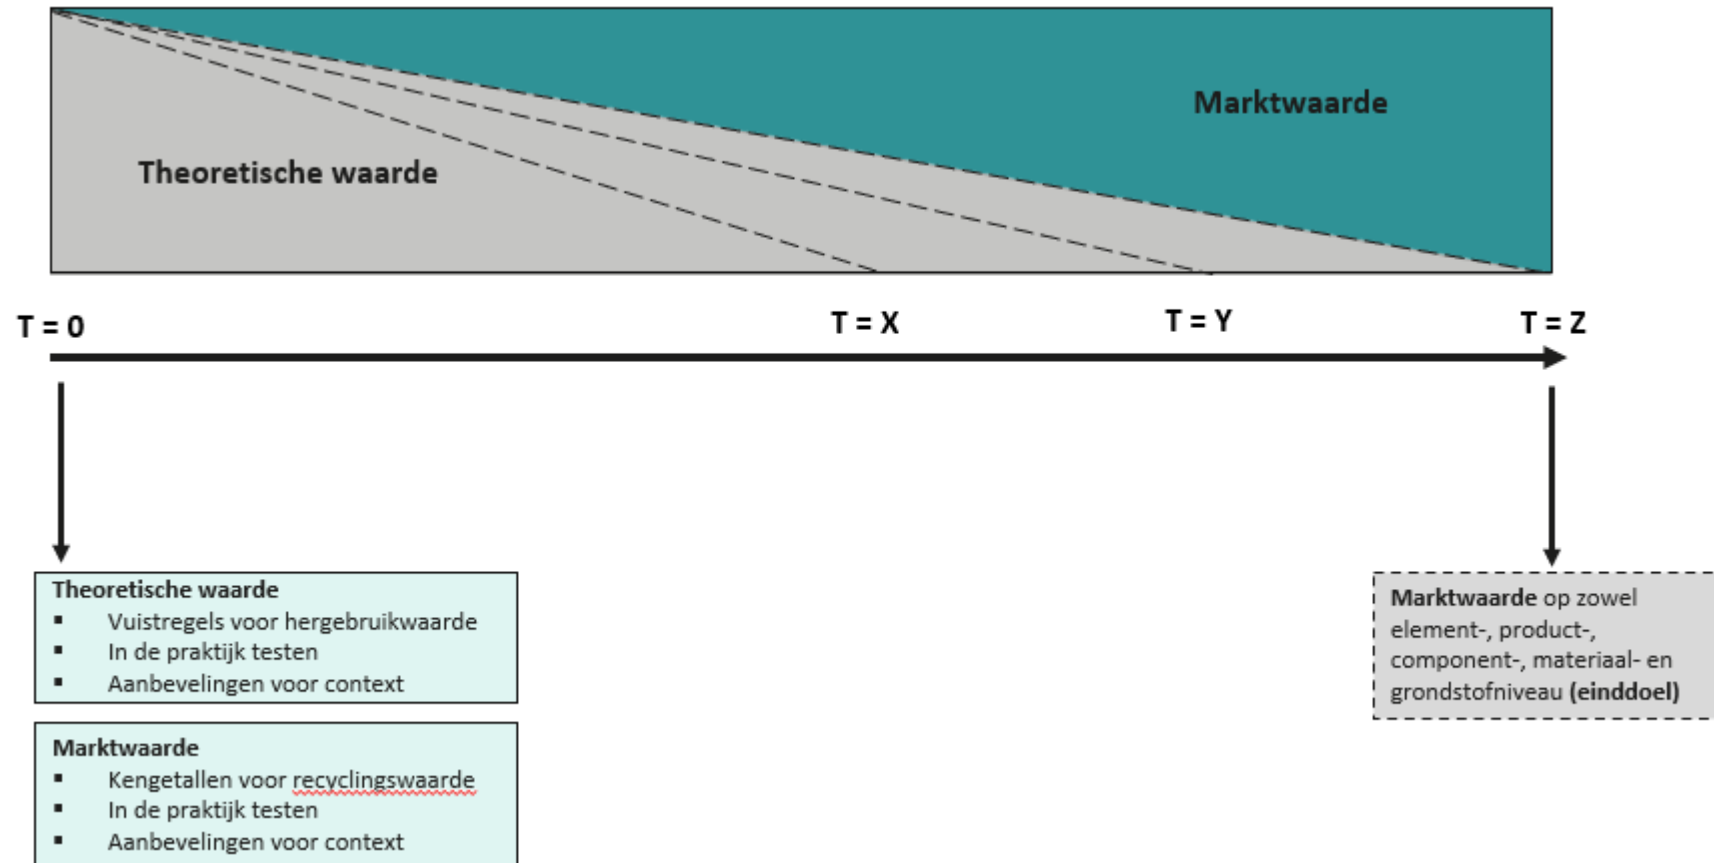 Marktwaarde
Theoretische waarde
T = 0
T = X
T = Y
T = Z
Theoretische waarde
▪ Vuistregels voor hergebruikwaarde
▪ In de praktijk testen
▪ Aanbevelingen voor context
Marktwaarde
▪ Kengetallen voor recyclingswaarde
▪ In de praktijk testen
▪ Aanbevelingen voor context
Marktwaarde op zowel
element-, product-,
component-, materiaal- en
grondstofniveau (einddoel)